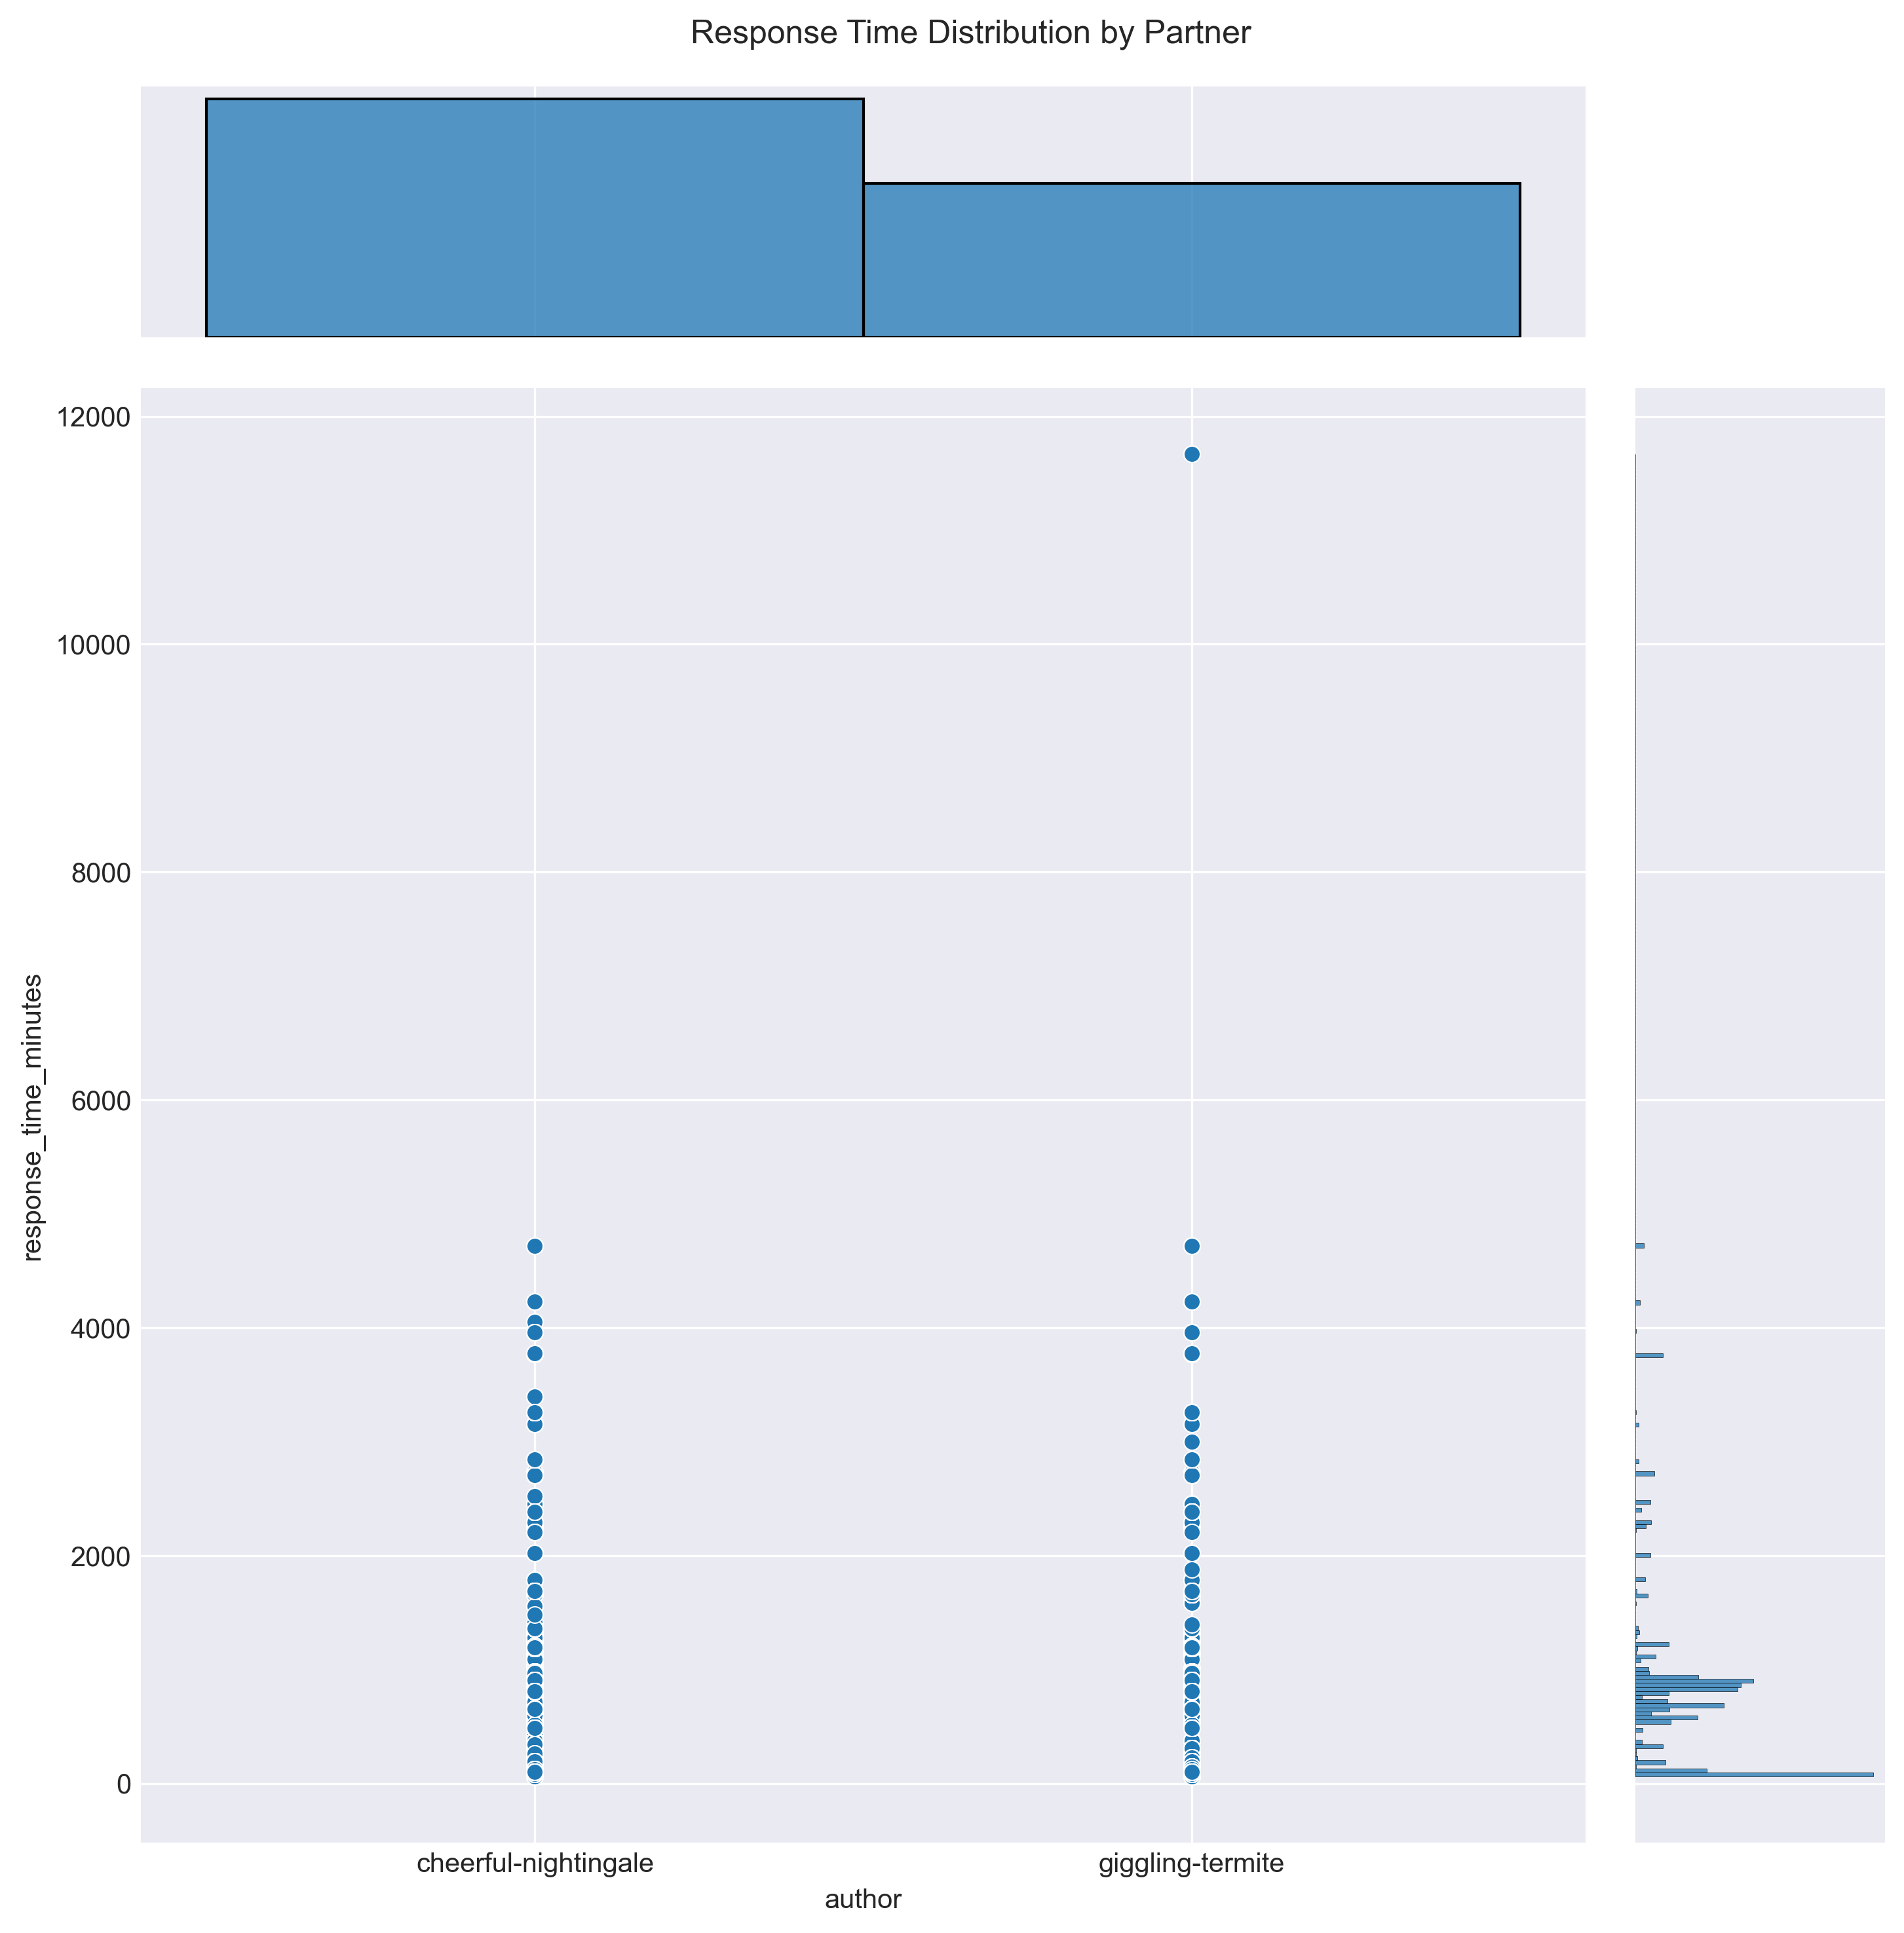 Response Time Distribution by Partner
12000
10000
8000
6000
4000
2000
0
response_time_minutes
cheerful-nightingale
giggling-termite
author